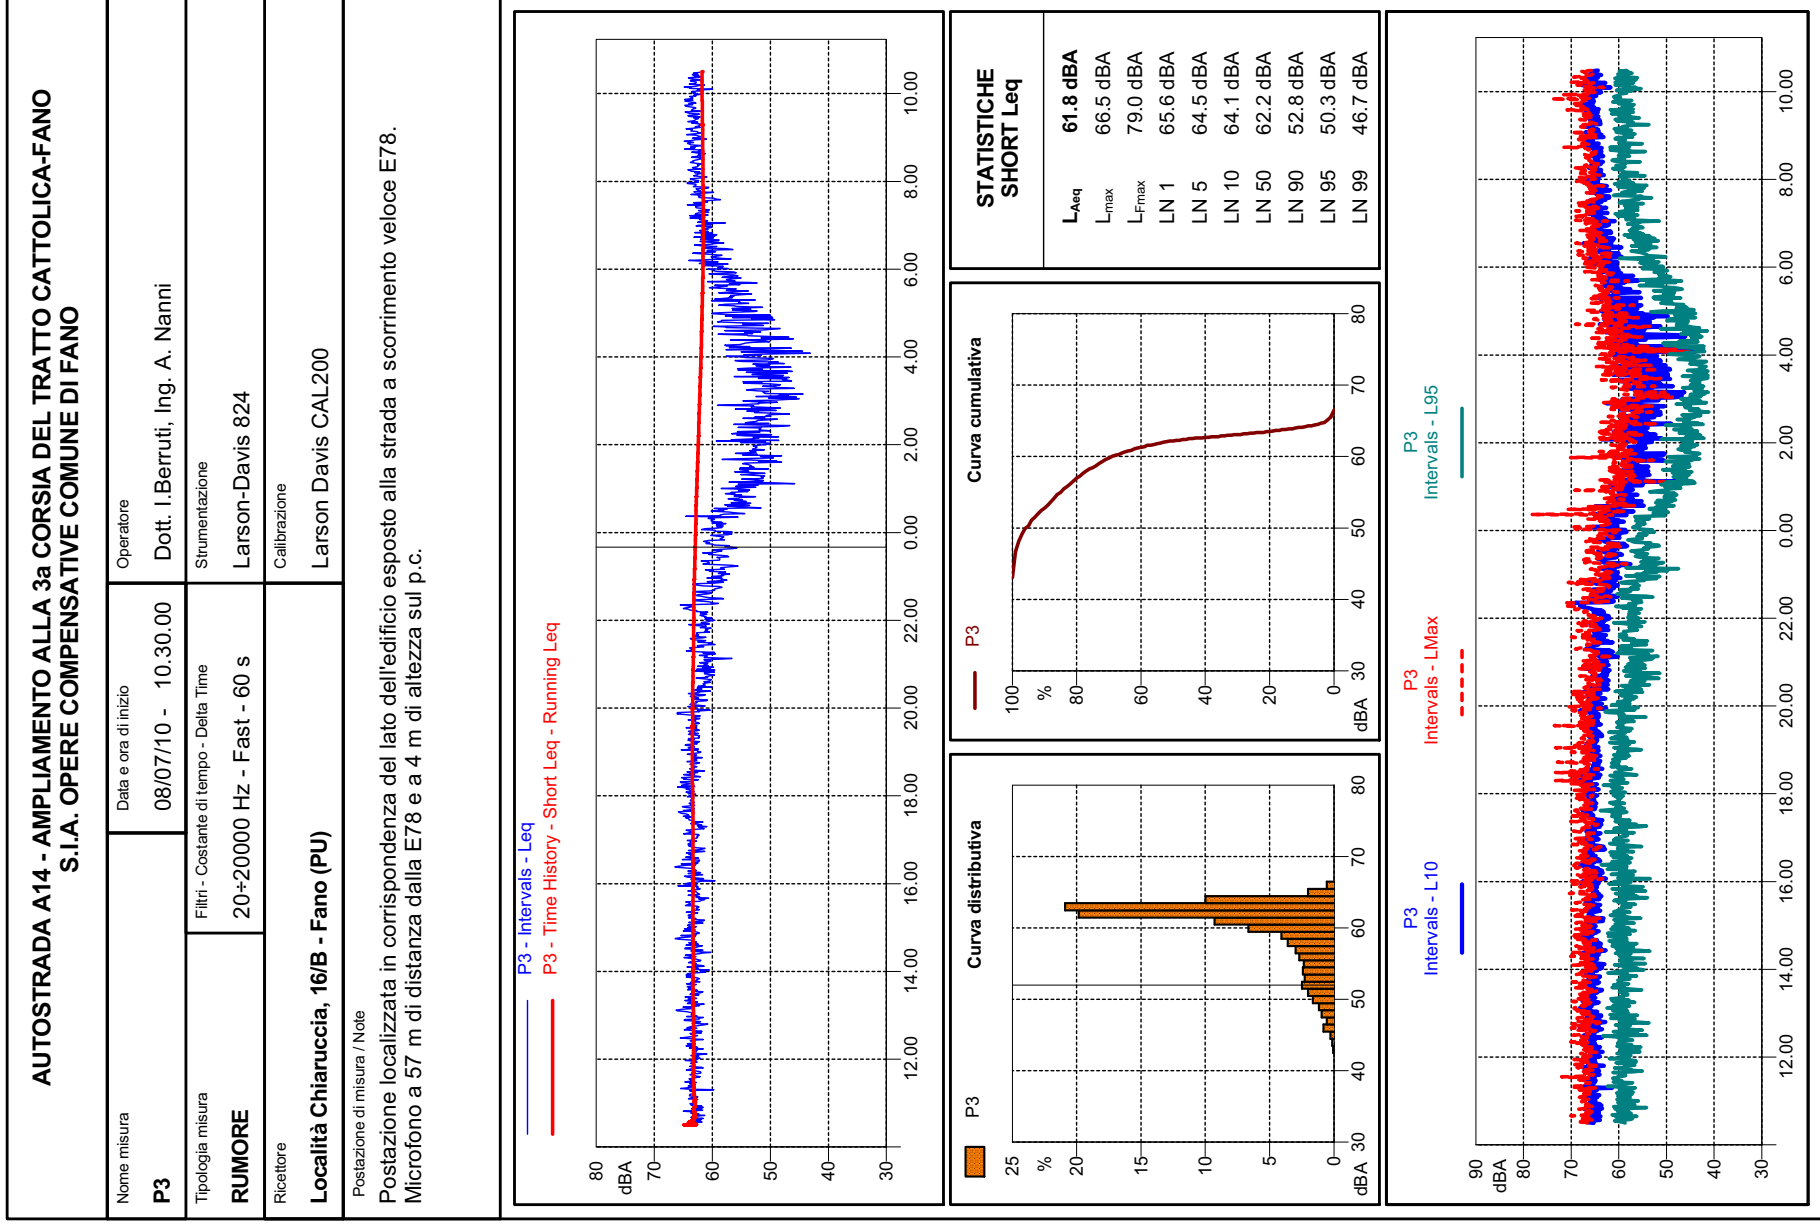 AUTOSTRADA A14 - AMPLIAMENTO ALLA 3a CORSIA DEL TRATTO CATTOLICA-FANO
S.I.A. OPERE COMPENSATIVE COMUNE DI FANO
Nome misura
P3
Data e ora di inizio
08/07/10 - 10.30.00
Operatore
Dott. I.Berruti, Ing. A. Nanni
Tipologia misura
RUMORE
Filtri - Costante di tempo - Delta Time
20÷20000 Hz - Fast - 60 s
Strumentazione
Larson-Davis 824
Ricettore
Località Chiaruccia, 16/B - Fano (PU)
Calibrazione
Larson Davis CAL200
Postazione di misura / Note
Postazione localizzata in corrispondenza del lato dell'edificio esposto alla strada a scorrimento veloce E78.
Microfono a 57 m di distanza dalla E78 e a 4 m di altezza sul p.c.
P3 - Intervals - Leq
P3 - Time History - Short Leq - Running Leq
80
dBA
70
60
50
40
30
12.00
14.00
16.00
18.00
20.00
22.00
0.00
2.00
4.00
6.00
8.00
10.00
P3
Curva distributiva
25
%
20
15
10
5
0
dBA
30
40
50
60
70
80
P3
Curva cumulativa
100
%
80
60
40
20
0
dBA
30
40
50
60
70
80
STATISTICHE
SHORT Leq
LAeq 61.8 dBA
Lmax 66.5 dBA
LFmax 79.0 dBA
LN 1 65.6 dBA
LN 5 64.5 dBA
LN 10 64.1 dBA
LN 50 62.2 dBA
LN 90 52.8 dBA
LN 95 50.3 dBA
LN 99 46.7 dBA
P3
Intervals - L10
P3
Intervals - LMax
P3
Intervals - L95
90
dBA
80
70
60
50
40
30
12.00
14.00
16.00
18.00
20.00
22.00
0.00
2.00
4.00
6.00
8.00
10.00